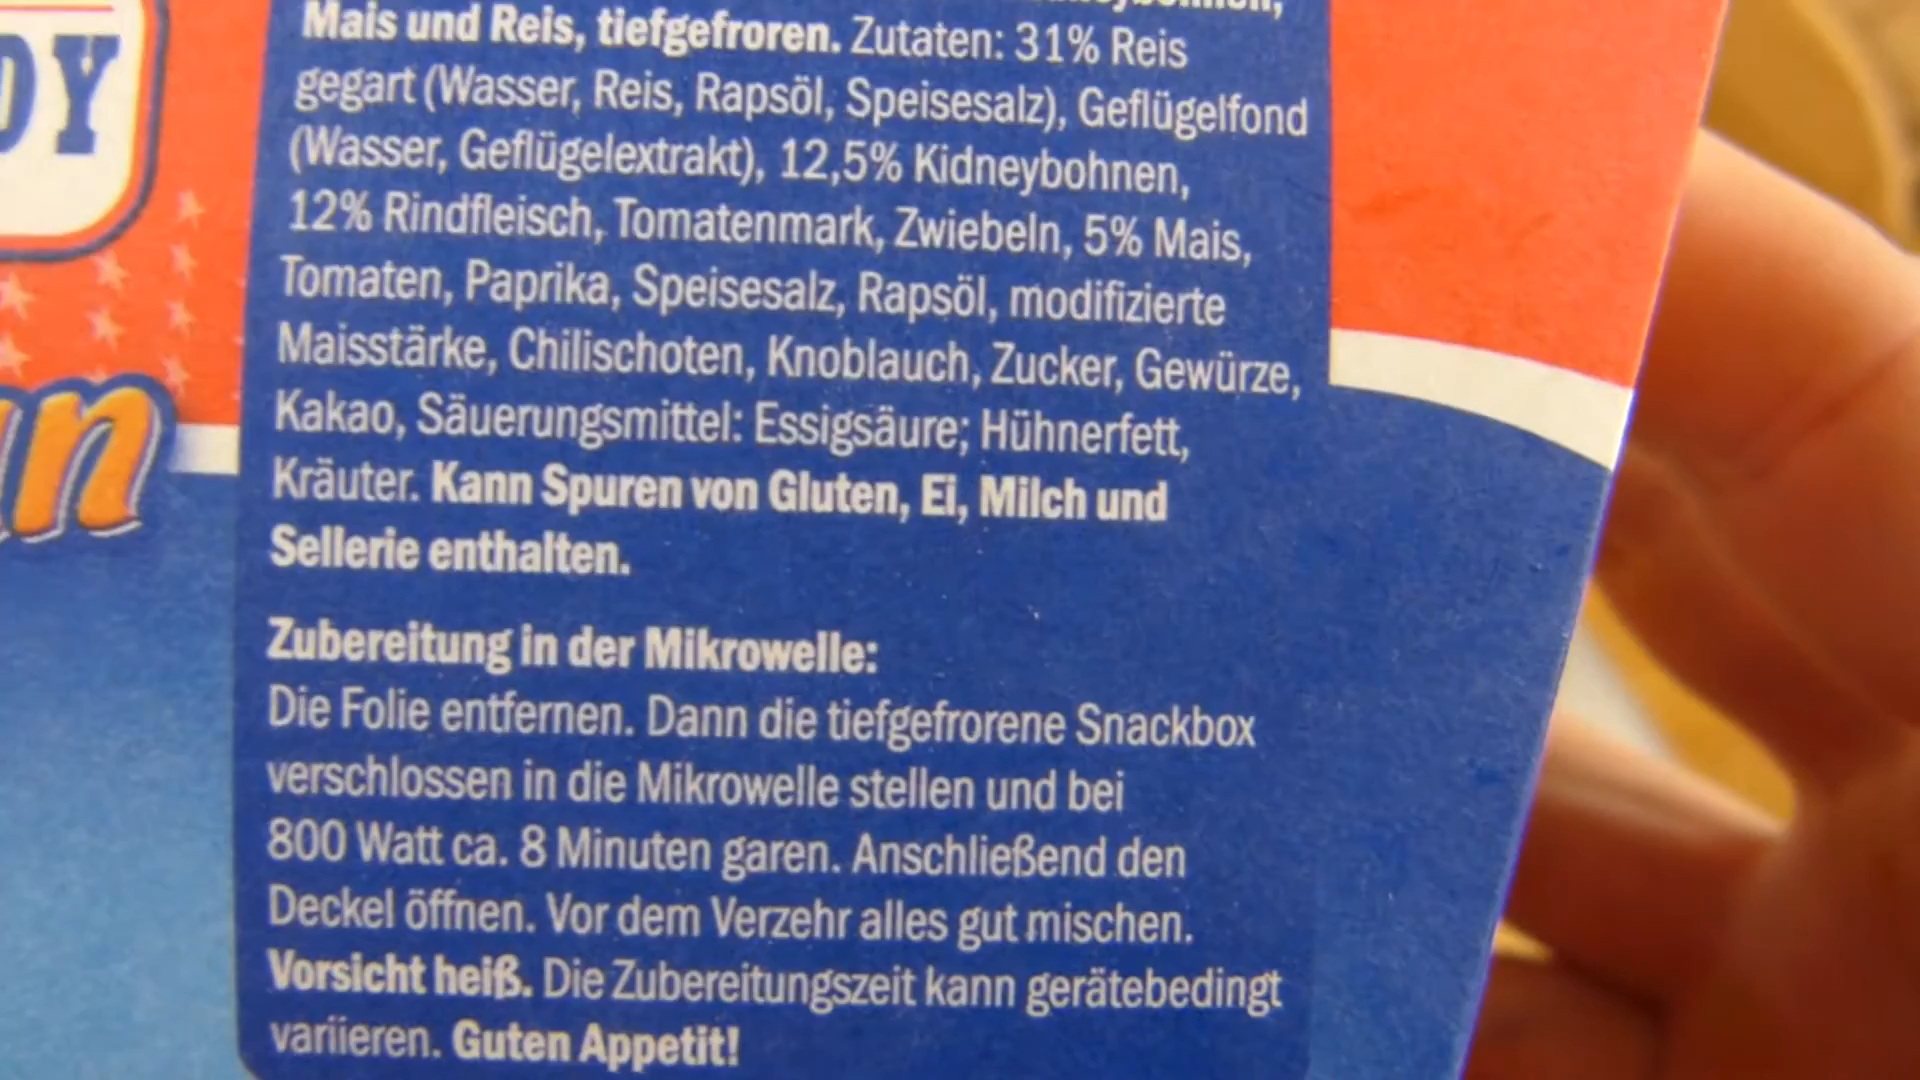 Mais und Reis, tiefgefroren. Zutaten: 31% Reis
gegart (Wasser, Reis, Rapsöl, Speisesalz), Geflügelfond
(Wasser, Geflügelextrakt), 12,5% Kidneybohnen,
12% Rindfleisch, Tomatenmark, Zwiebeln, 5% Mais,
Tomaten, Paprika, Speisesalz, Rapsöl, modifizierte
Maisstärke, Chilischoten, Knoblauch, Zucker, Gewürze,
Kakao, Säuerungsmittel: Essigsäure; Hühnerfett,
Kräuter. Kann Spuren von Gluten, Ei, Milch und
Sellerie enthalten.
Zubereitung in der Mikrowelle:
Die Folie entfernen. Dann die tiefgefrorene Snackbox
verschlossen in die Mikrowelle stellen und bei
800 Watt ca. 8 Minuten garen. Anschließend den
Deckel öffnen. Vor dem Verzehr alles gut mischen.
Vorsicht heiß. Die Zubereitungszeit kann gerätebedingt
variieren. Guten Appetit!